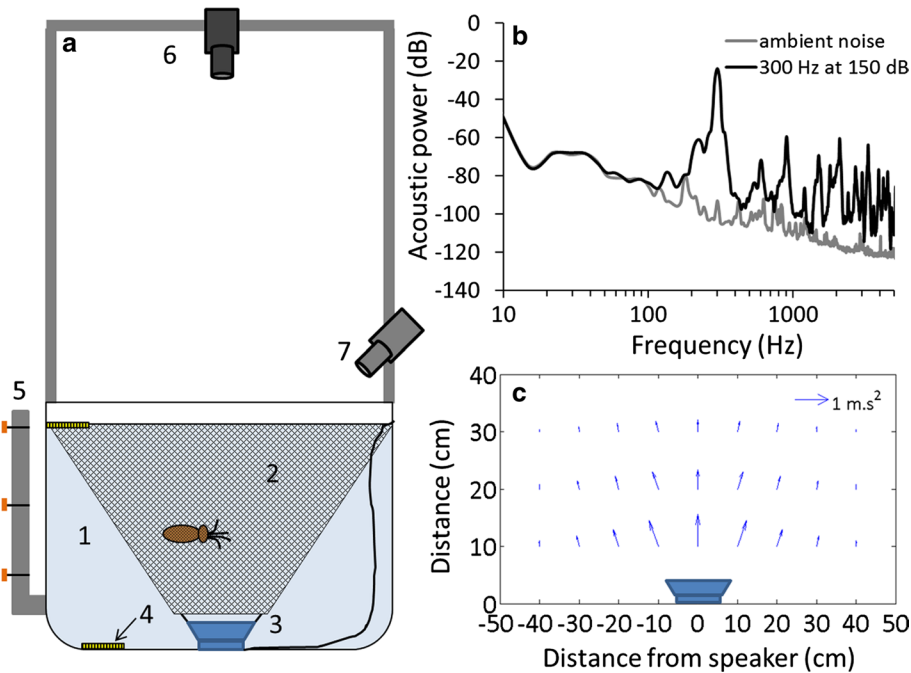 a
6
7
5
2
1
4
3
b
Acoustic power (dB)
0
-20
-40
-60
-80
-100
-120
-140
ambient noise
300 Hz at 150 dB
10
100
1000
Frequency (Hz)
c
Distance (cm)
40
30
20
10
0
1 m.s2
-50 -40 -30 -20 -10 0 10 20 30 40 50
Distance from speaker (cm)